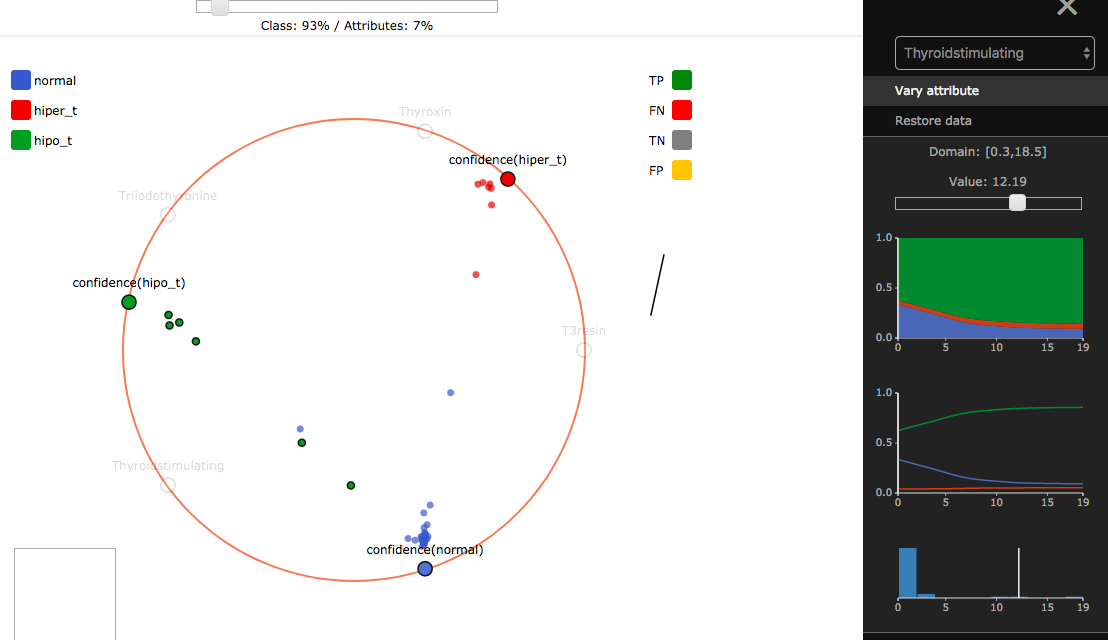 Class: 93% / Attributes: 7%
normal
hiper_t
hipo_t
TP
FN
TN
FP
Thyroxin
confidence(hiper_t)
Triiodothyronine
confidence(hipo_t)
T3resin
Thyroidstimulating
confidence(normal)
Thyroidstimulating
Vary attribute
Restore data
Domain: [0.3,18.5]
Value: 12.19
1.0
0.5
0.0
0 5 10 15 19
1.0
0.5
0.0
0 5 10 15 19
0 5 10 15 19